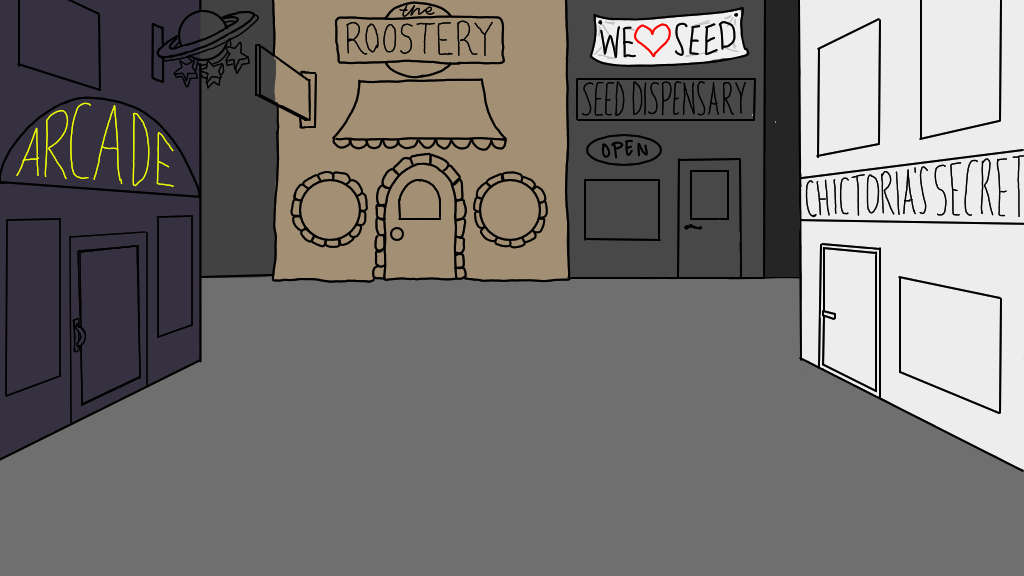 ARCADE
the
ROOSTERY
WE ❤ SEED
SEED DISPENSARY
OPEN
CHICTORIA'S SECRET